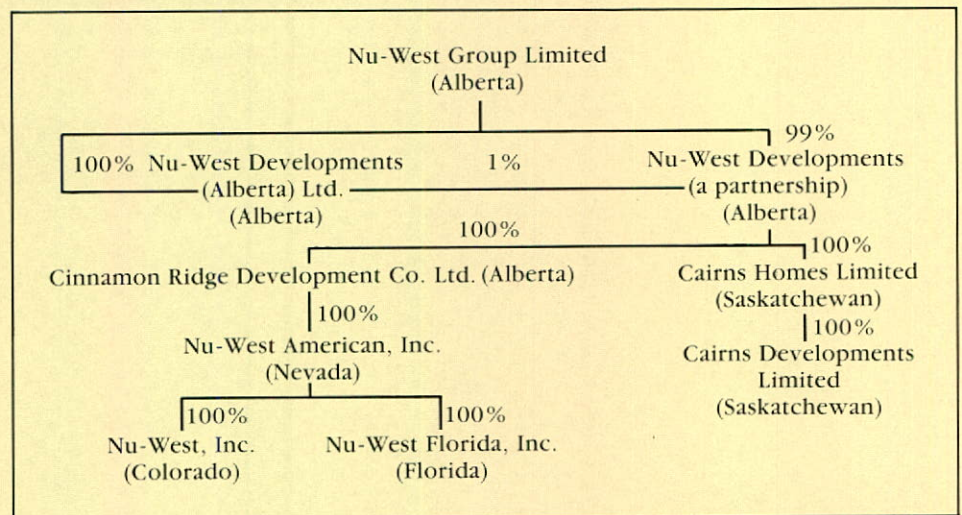 Nu-West Group Limited
(Alberta)
99%
100% Nu-West Developments 1% Nu-West Developments
(Alberta) Ltd. (a partnership)
(Alberta) (Alberta)
100% 100%
Cinnamon Ridge Development Co. Ltd. (Alberta) Cairns Homes Limited
(Saskatchewan)
100% 100%
Nu-West American, Inc. Cairns Developments
(Nevada) Limited
100% 100% (Saskatchewan)
Nu-West, Inc. Nu-West Florida, Inc.
(Colorado) (Florida)